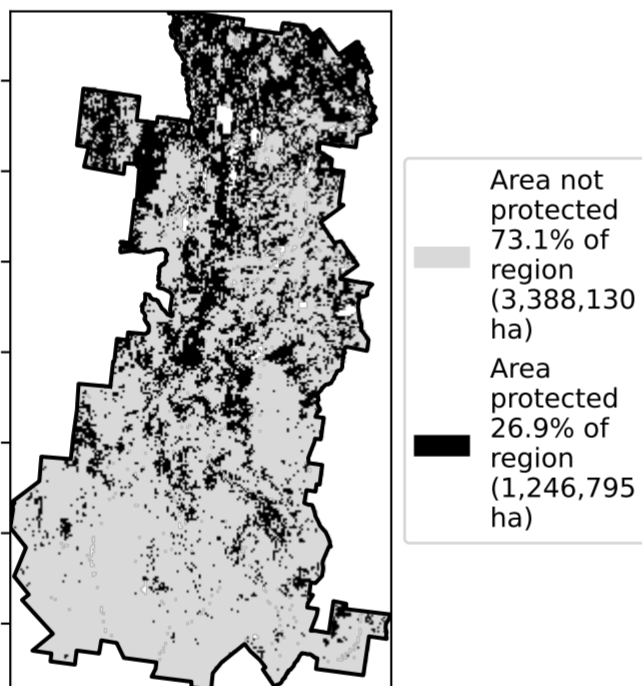 Area not
protected
73.1% of
region
(3,388,130
ha)
Area
protected
26.9% of
region
(1,246,795
ha)